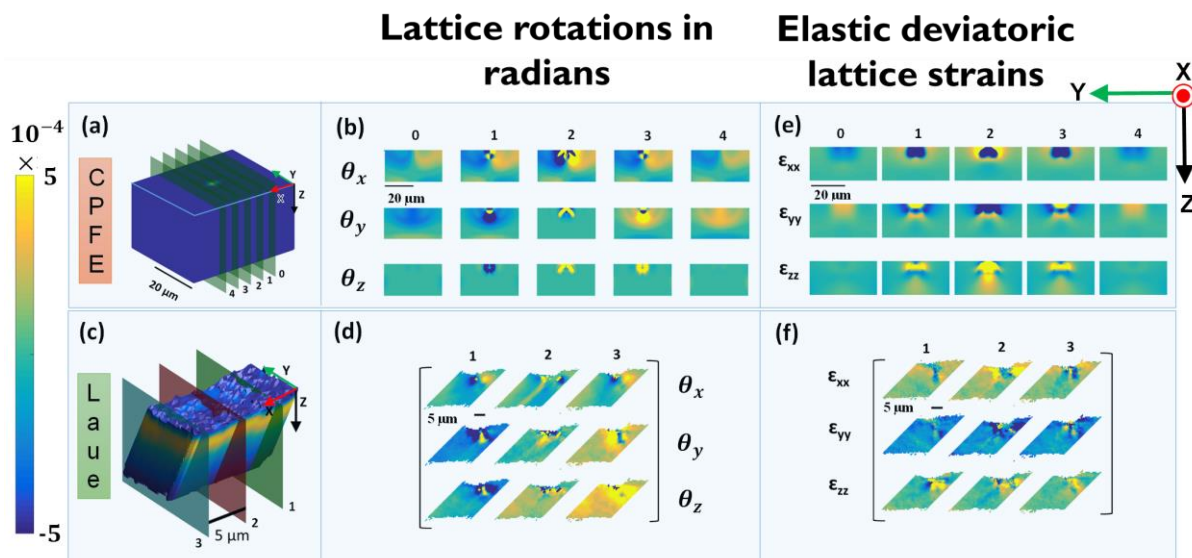 Lattice rotations in
radians
Elastic deviatoric
lattice strains
X
Y
Z
10⁻⁴
×
5
-5
(a)
C
P
F
E
Y
X
Z
20 μm
4 3 2 1 0
(b)
0 1 2 3 4
θx
20 μm
θy
θz
(e)
0 1 2 3 4
εxx
20 μm
εyy
εzz
(c)
L
a
u
e
Y
X
Z
1
2
3
5 μm
(d)
1 2 3
θx
5 μm
θy
θz
(f)
1 2 3
εxx
5 μm
εyy
εzz